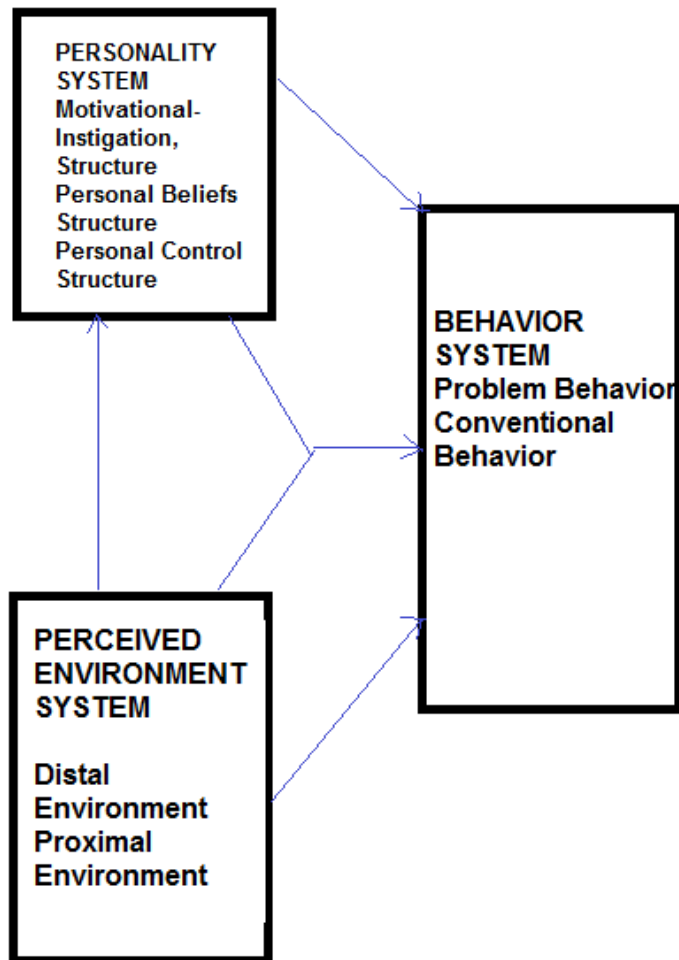 PERSONALITY
SYSTEM
Motivational-
Instigation,
Structure
Personal Beliefs
Structure
Personal Control
Structure
BEHAVIOR
SYSTEM
Problem Behavior
Conventional
Behavior
PERCEIVED
ENVIRONMENT
SYSTEM
Distal
Environment
Proximal
Environment